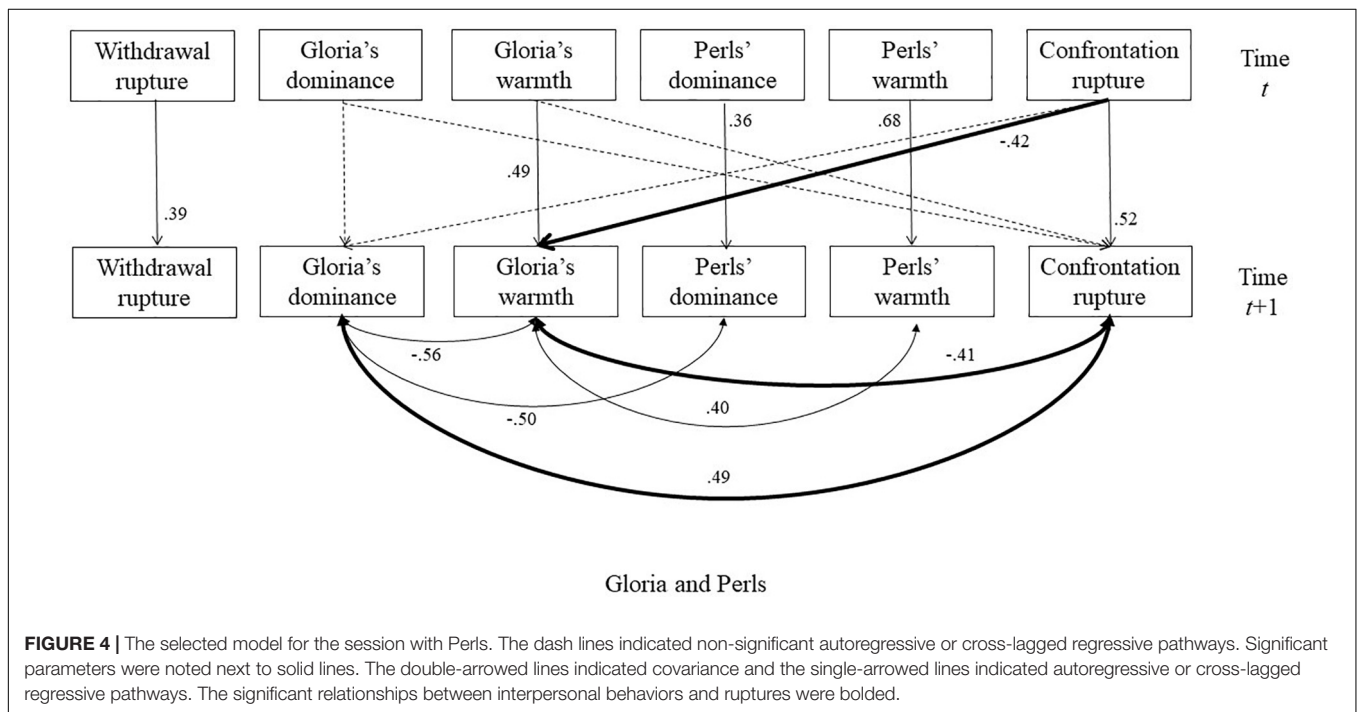 Withdrawal
rupture
Gloria's
dominance
Gloria's
warmth
Perls'
dominance
Perls'
warmth
Confrontation
rupture
Time
t
.36
.68
-.42
.49
.39
.52
Withdrawal
rupture
Gloria's
dominance
Gloria's
warmth
Perls'
dominance
Perls'
warmth
Confrontation
rupture
Time
t+1
-.56
-.41
-.50
.40
.49
Gloria and Perls
FIGURE 4 | The selected model for the session with Perls. The dash lines indicated non-significant autoregressive or cross-lagged regressive pathways. Significant
parameters were noted next to solid lines. The double-arrowed lines indicated covariance and the single-arrowed lines indicated autoregressive or cross-lagged
regressive pathways. The significant relationships between interpersonal behaviors and ruptures were bolded.